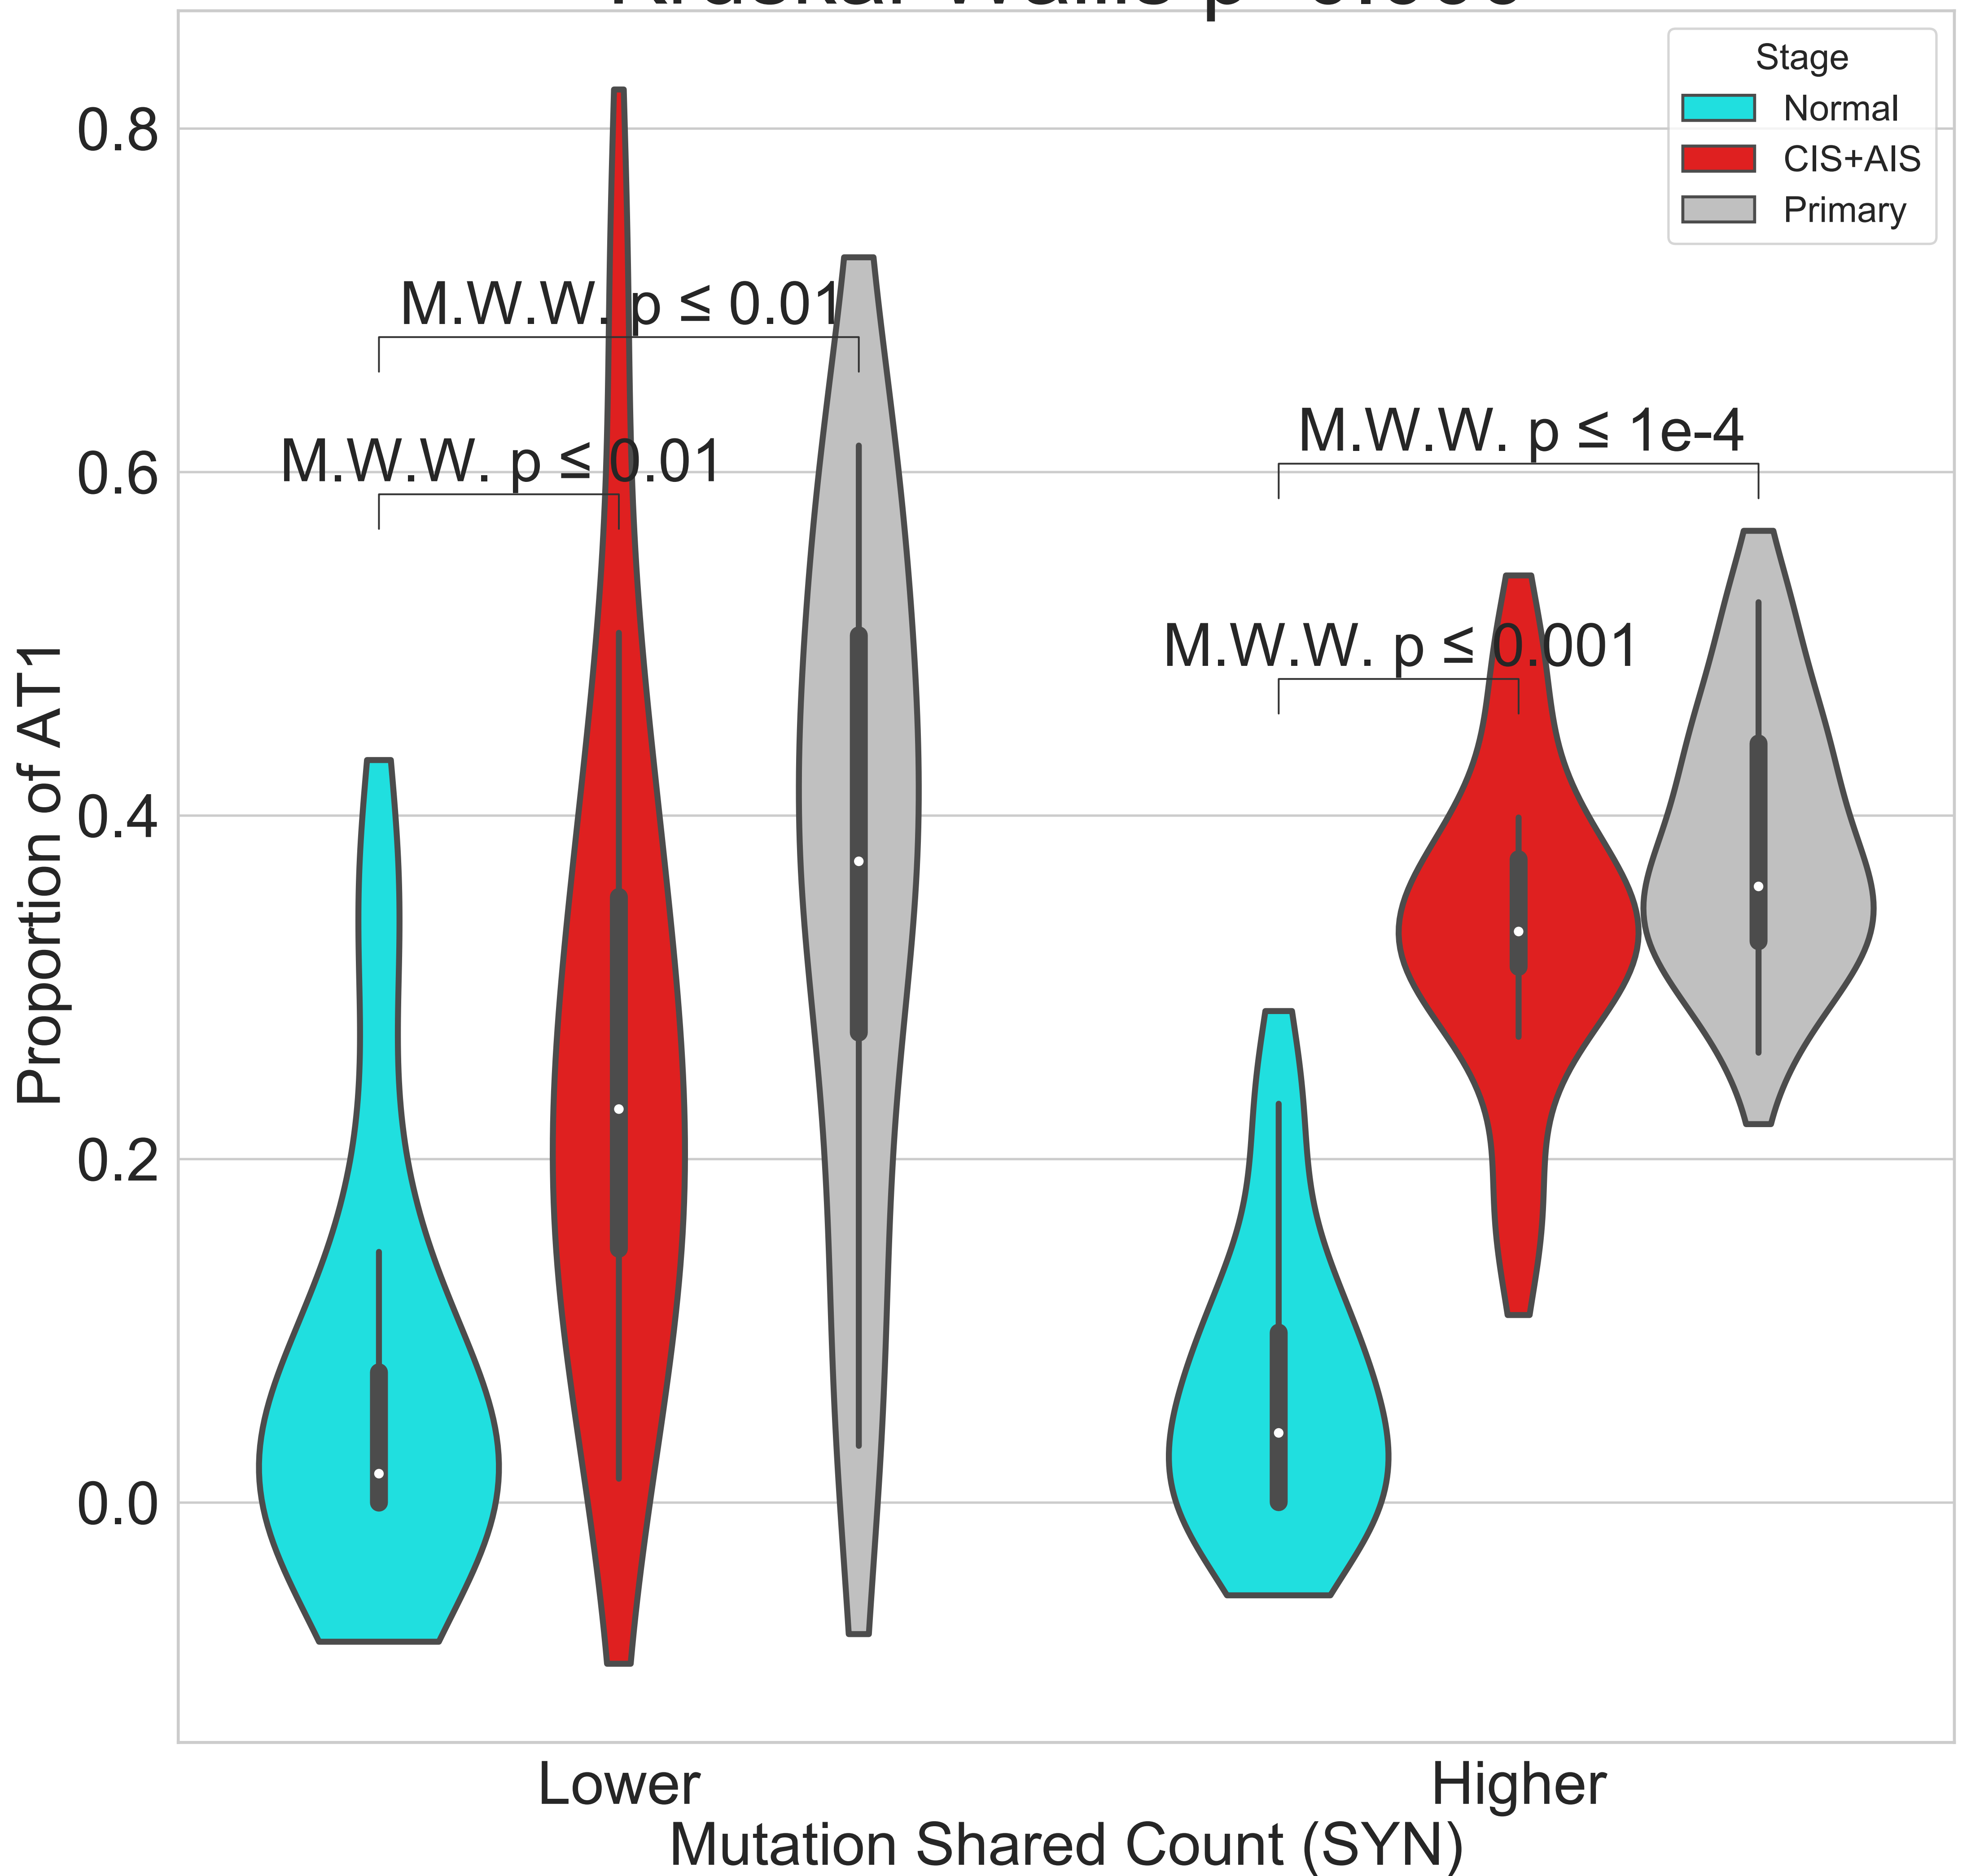 Stage
Normal
CIS+AIS
Primary
0.8
0.6
0.4
0.2
0.0
Proportion of AT1
M.W.W. p ≤ 0.01
M.W.W. p ≤ 0.01
M.W.W. p ≤ 1e-4
M.W.W. p ≤ 0.001
Lower
Higher
Mutation Shared Count (SYN)